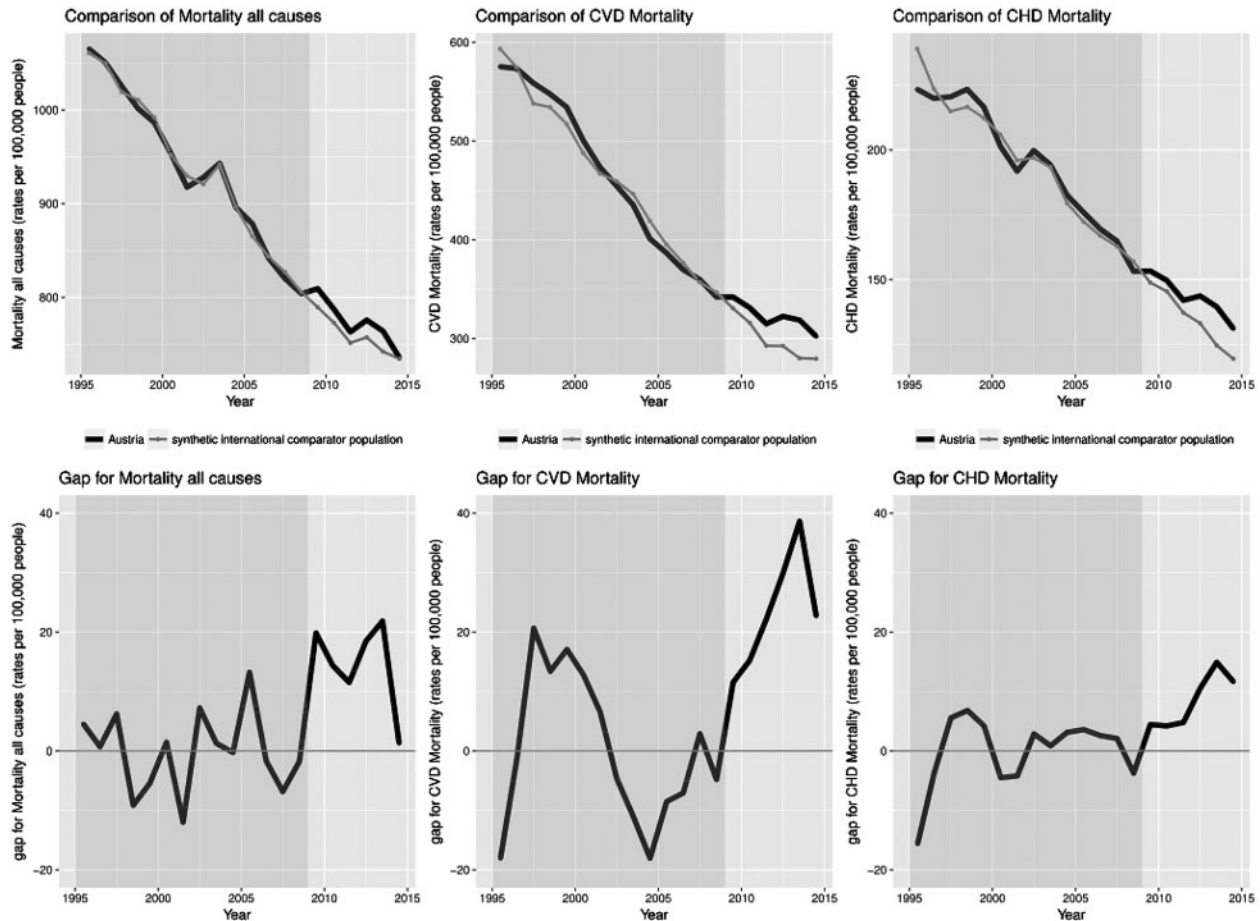 Comparison of Mortality all causes
Mortality all causes (rates per 100,000 people)
1000
900
800
1995 2000 2005 2010 2015
Year
Comparison of CVD Mortality
CVD Mortality (rates per 100,000 people)
600
500
400
300
1995 2000 2005 2010 2015
Year
Comparison of CHD Mortality
CHD Mortality (rates per 100,000 people)
200
150
1995 2000 2005 2010 2015
Year
Austria synthetic international comparator population
Austria synthetic international comparator population
Austria synthetic international comparator population
Gap for Mortality all causes
gap for Mortality all causes (rates per 100,000 people)
40
20
0
−20
1995 2000 2005 2010 2015
Year
Gap for CVD Mortality
gap for CVD Mortality (rates per 100,000 people)
40
20
0
−20
1995 2000 2005 2010 2015
Year
Gap for CHD Mortality
gap for CHD Mortality (rates per 100,000 people)
40
20
0
−20
1995 2000 2005 2010 2015
Year